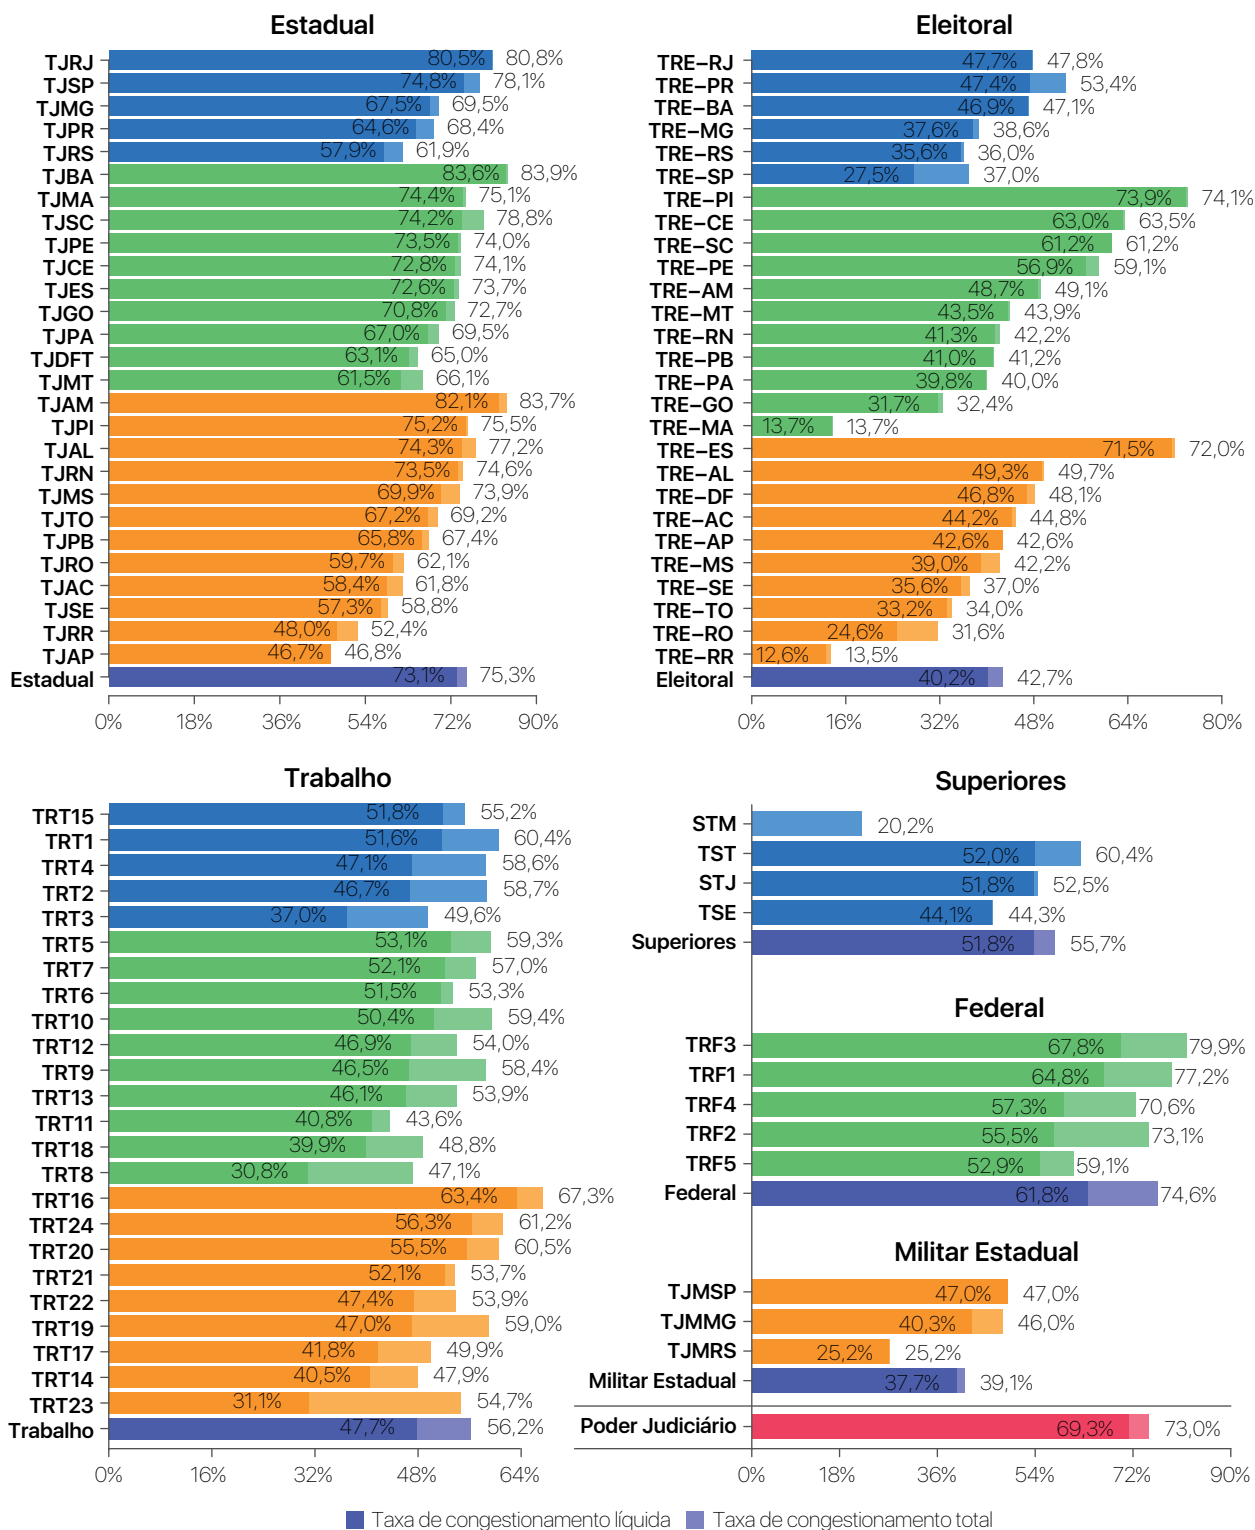 Estadual
TJRJ 80,5% 80,8%
TJSP 74,8% 78,1%
TJMG 67,5% 69,5%
TJPR 64,6% 68,4%
TJRS 57,9% 61,9%
TJBA 83,6% 83,9%
TJMA 74,4% 75,1%
TJSC 74,2% 78,8%
TJPE 73,5% 74,0%
TJCE 72,8% 74,1%
TJES 72,6% 73,7%
TJGO 70,8% 72,7%
TJPA 67,0% 69,5%
TJDFT 63,1% 65,0%
TJMT 61,5% 66,1%
TJAM 82,1% 83,7%
TJPI 75,2% 75,5%
TJAL 74,3% 77,2%
TJRN 73,5% 74,6%
TJMS 69,9% 73,9%
TJTO 67,2% 69,2%
TJPB 65,8% 67,4%
TJRO 59,7% 62,1%
TJAC 58,4% 61,8%
TJSE 57,3% 58,8%
TJRR 48,0% 52,4%
TJAP 46,7% 46,8%
Estadual 73,1% 75,3%
0% 18% 36% 54% 72% 90%
Eleitoral
TRE–RJ 47,7% 47,8%
TRE–PR 47,4% 53,4%
TRE–BA 46,9% 47,1%
TRE–MG 37,6% 38,6%
TRE–RS 35,6% 36,0%
TRE–SP 27,5% 37,0%
TRE–PI 73,9% 74,1%
TRE–CE 63,0% 63,5%
TRE–SC 61,2% 61,2%
TRE–PE 56,9% 59,1%
TRE–AM 48,7% 49,1%
TRE–MT 43,5% 43,9%
TRE–RN 41,3% 42,2%
TRE–PB 41,0% 41,2%
TRE–PA 39,8% 40,0%
TRE–GO 31,7% 32,4%
TRE–MA 13,7% 13,7%
TRE–ES 71,5% 72,0%
TRE–AL 49,3% 49,7%
TRE–DF 46,8% 48,1%
TRE–AC 44,2% 44,8%
TRE–AP 42,6% 42,6%
TRE–MS 39,0% 42,2%
TRE–SE 35,6% 37,0%
TRE–TO 33,2% 34,0%
TRE–RO 24,6% 31,6%
TRE–RR 12,6% 13,5%
Eleitoral 40,2% 42,7%
0% 16% 32% 48% 64% 80%
Trabalho
TRT15 51,8% 55,2%
TRT1 51,6% 60,4%
TRT4 47,1% 58,6%
TRT2 46,7% 58,7%
TRT3 37,0% 49,6%
TRT5 53,1% 59,3%
TRT7 52,1% 57,0%
TRT6 51,5% 53,3%
TRT10 50,4% 59,4%
TRT12 46,9% 54,0%
TRT9 46,5% 58,4%
TRT13 46,1% 53,9%
TRT11 40,8% 43,6%
TRT18 39,9% 48,8%
TRT8 30,8% 47,1%
TRT16 63,4% 67,3%
TRT24 56,3% 61,2%
TRT20 55,5% 60,5%
TRT21 52,1% 53,7%
TRT22 47,4% 53,9%
TRT19 47,0% 59,0%
TRT17 41,8% 49,9%
TRT14 40,5% 47,9%
TRT23 31,1% 54,7%
Trabalho 47,7% 56,2%
0% 16% 32% 48% 64%
Superiores
STM 20,2%
TST 52,0% 60,4%
STJ 51,8% 52,5%
TSE 44,1% 44,3%
Superiores 51,8% 55,7%
Federal
TRF3 67,8% 79,9%
TRF1 64,8% 77,2%
TRF4 57,3% 70,6%
TRF2 55,5% 73,1%
TRF5 52,9% 59,1%
Federal 61,8% 74,6%
Militar Estadual
TJMSP 47,0% 47,0%
TJMMG 40,3% 46,0%
TJMRS 25,2% 25,2%
Militar Estadual 37,7% 39,1%
Poder Judiciário 69,3% 73,0%
0% 18% 36% 54% 72% 90%
Taxa de congestionamento líquida Taxa de congestionamento total